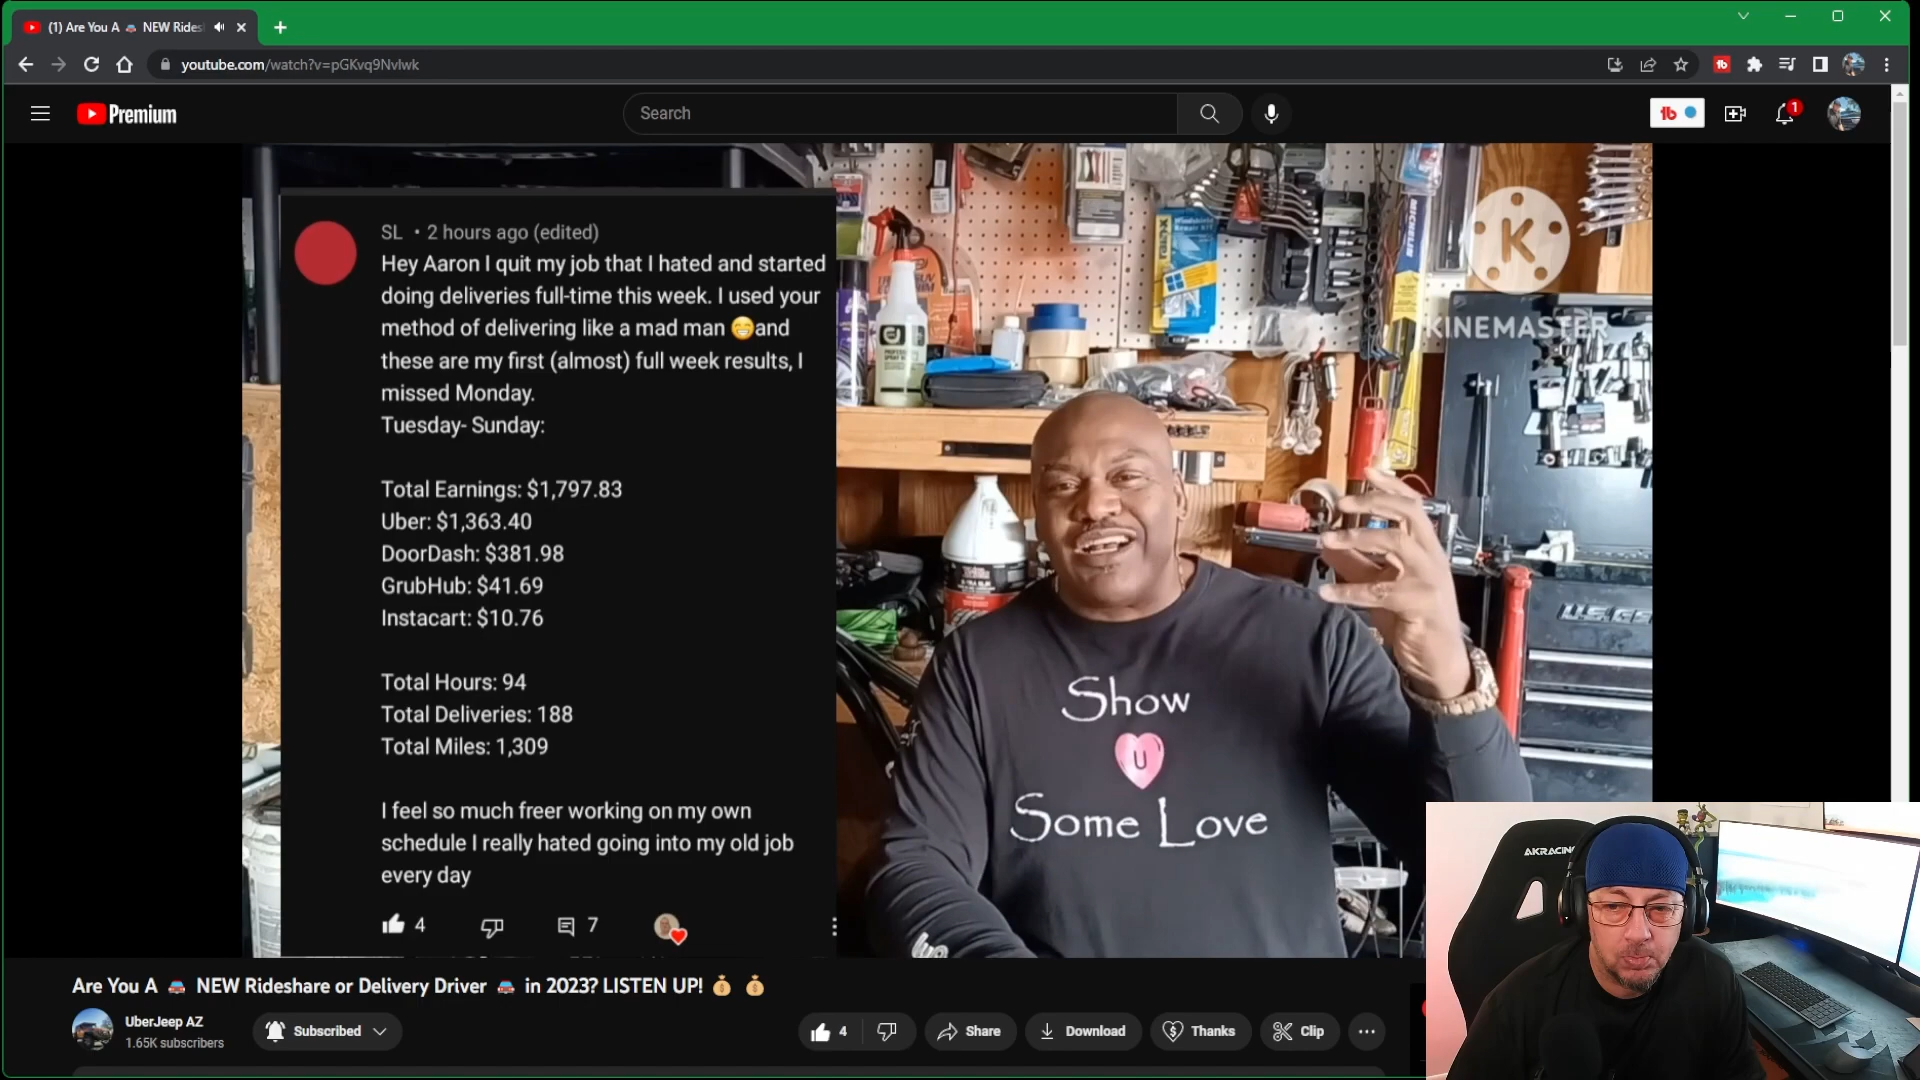 (1) Are You A 🚘 NEW Rides
youtube.com/watch?v=pGKvq9NvIwk
Premium
Search
1
SL • 2 hours ago (edited)
Hey Aaron I quit my job that I hated and started
doing deliveries full-time this week. I used your
method of delivering like a mad man 😁and
these are my first (almost) full week results, I
missed Monday.
Tuesday- Sunday:
Total Earnings: $1,797.83
Uber: $1,363.40
DoorDash: $381.98
GrubHub: $41.69
Instacart: $10.76
Total Hours: 94
Total Deliveries: 188
Total Miles: 1,309
I feel so much freer working on my own
schedule I really hated going into my old job
every day
4
7
K
KINEMASTER
MICHELIN
Show
U
Some Love
AKRACING
Are You A 🚘 NEW Rideshare or Delivery Driver 🚘 in 2023? LISTEN UP! 💰 💰
UberJeep AZ
1.65K subscribers
Subscribed
4
Share
Download
Thanks
Clip